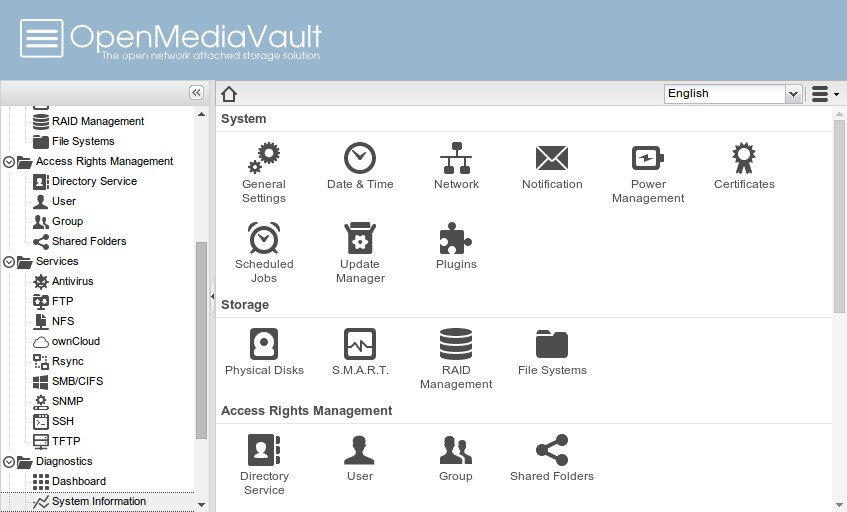 OpenMediaVault
The open network attached storage solution
English
RAID Management
File Systems
Access Rights Management
Directory Service
User
Group
Shared Folders
Services
Antivirus
FTP
NFS
ownCloud
Rsync
SMB/CIFS
SNMP
SSH
TFTP
Diagnostics
Dashboard
System Information
System
General
Settings
Date & Time
Network
Notification
Power
Management
Certificates
Scheduled
Jobs
Update
Manager
Plugins
Storage
Physical Disks
S.M.A.R.T.
RAID
Management
File Systems
Access Rights Management
Directory
Service
User
Group
Shared Folders